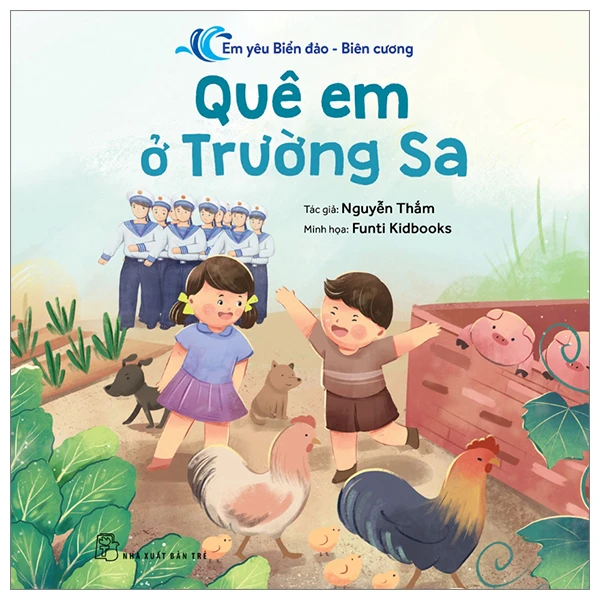 Em yêu Biển đảo - Biên cương
Quê em
ở Trường Sa
Tác giả: Nguyễn Thắm
Minh họa: Funti Kidbooks
NHÀ XUẤT BẢN TRẺ